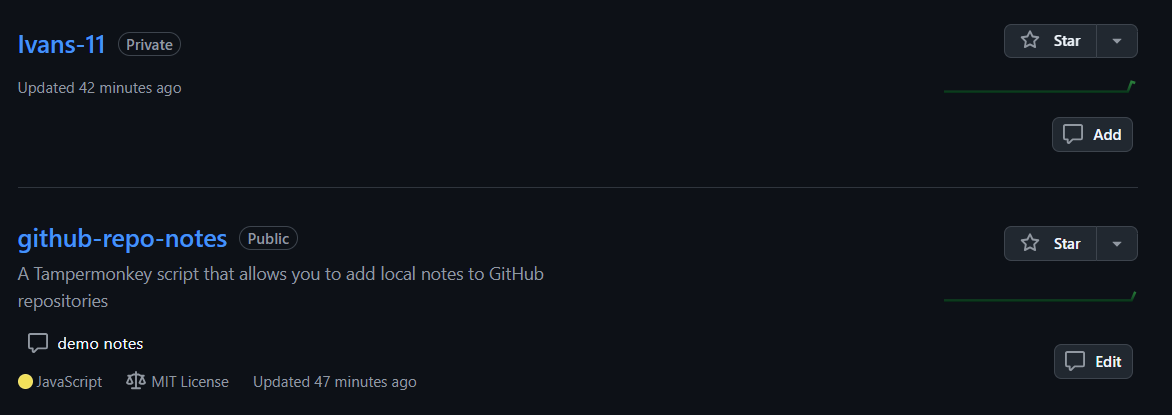 Ivans-11 Private Star
Updated 42 minutes ago
Add
github-repo-notes Public Star
A Tampermonkey script that allows you to add local notes to GitHub
repositories
demo notes
Edit
JavaScript MIT License Updated 47 minutes ago